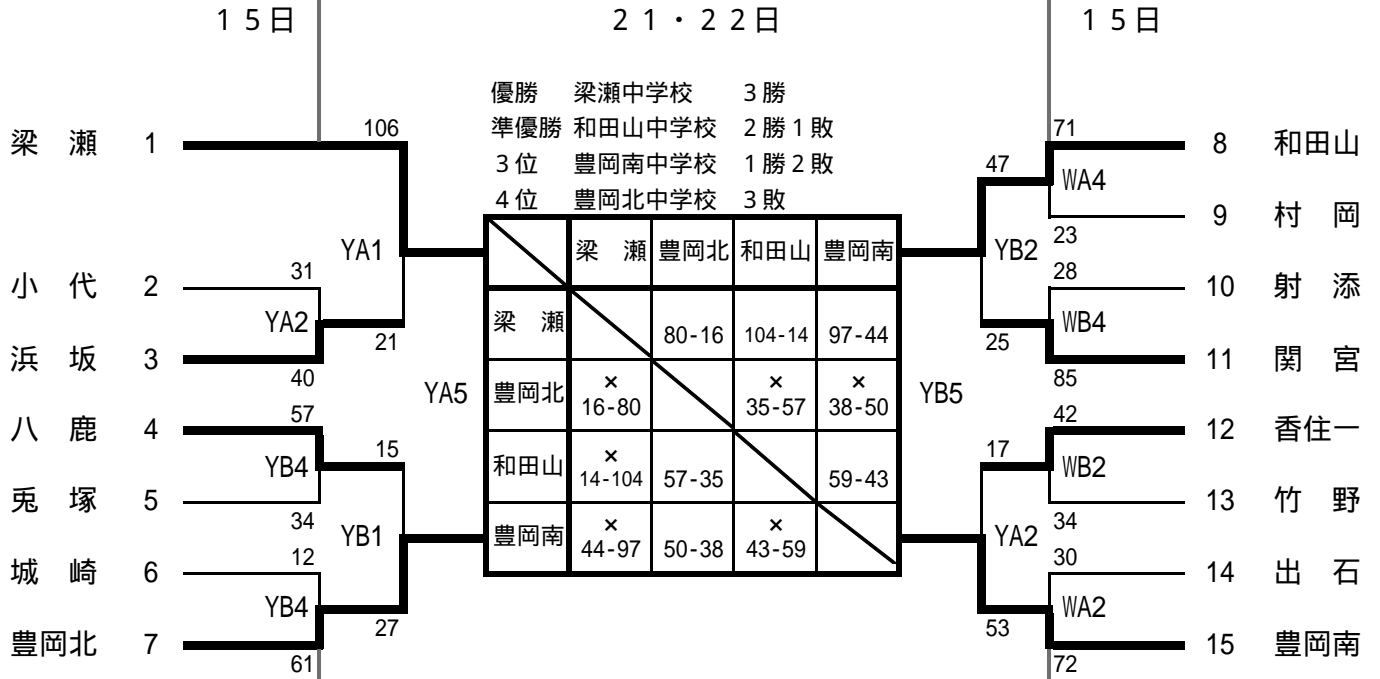 １５日
２１・２２日
１５日
優勝 梁瀬中学校 ３勝
準優勝 和田山中学校 ２勝１敗
３位 豊岡南中学校 １勝２敗
４位 豊岡北中学校 ３敗
梁　瀬 1
小　代 2
浜　坂 3
八　鹿 4
兎　塚 5
城　崎 6
豊岡北 7
106
YA1
31
YA2
21
40
YA5
57
15
YB4
34
YB1
12
YB4
27
61
梁　瀬 豊岡北 和田山 豊岡南
梁　瀬 80-16 104-14 97-44
豊岡北 × 16-80 × 35-57 × 38-50
和田山 × 14-104 57-35 59-43
豊岡南 × 44-97 50-38 × 43-59
71
47
WA4
23
YB2
28
WB4
25
85
YB5
42
17
WB2
34
YA2
30
WA2
53
72
8 和田山
9 村　岡
10 射　添
11 関　宮
12 香住一
13 竹　野
14 出　石
15 豊岡南